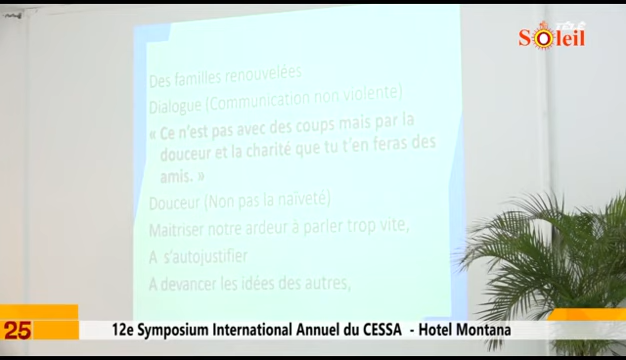 TÉLÉ
Soleil
Des familles renouvelées
Dialogue (Communication non violente)
« Ce n'est pas avec des coups mais par la
douceur et la charité que tu t'en feras des
amis. »
Douceur (Non pas la naïveté)
Maitriser notre ardeur à parler trop vite,
A s'autojustifier
A devancer les idées des autres,
25
12e Symposium International Annuel du CESSA - Hotel Montana